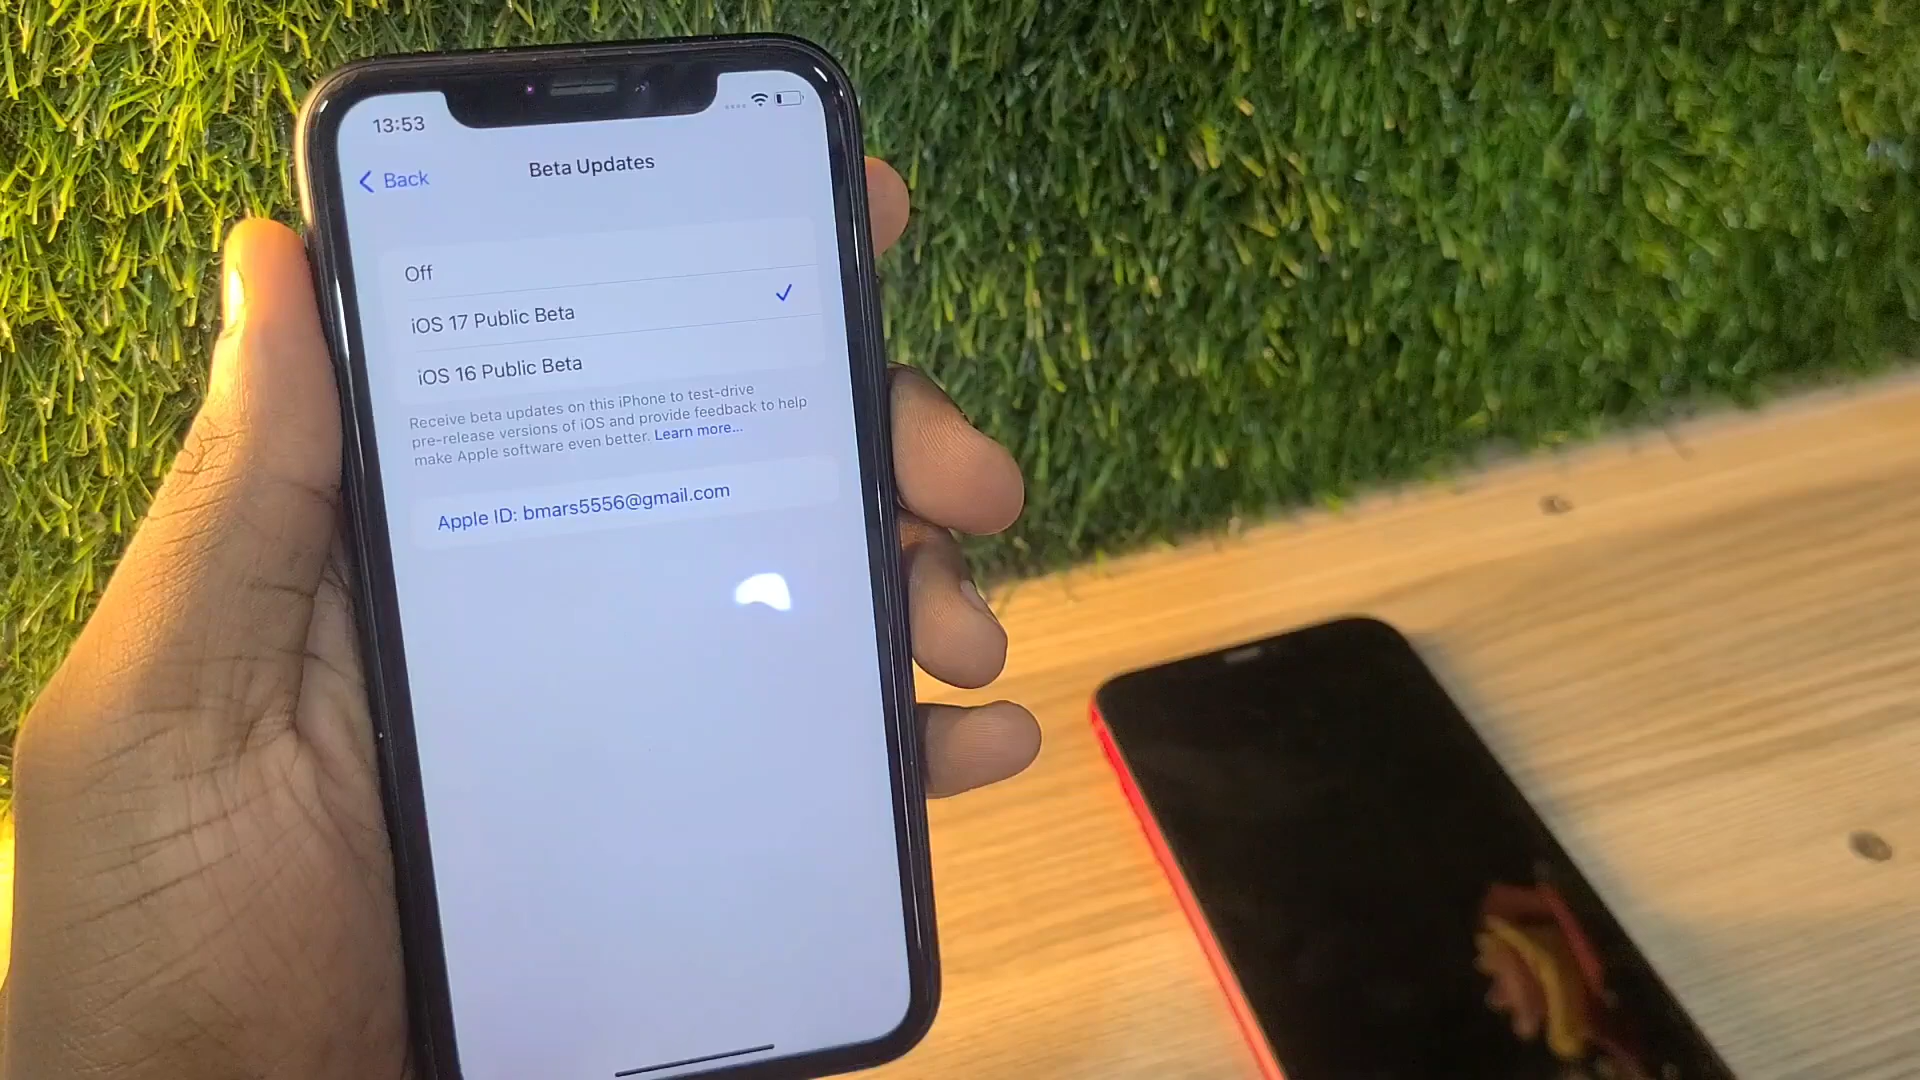 13:53
Back
Beta Updates
Off
iOS 17 Public Beta
iOS 16 Public Beta
Receive beta updates on this iPhone to test-drive
pre-release versions of iOS and provide feedback to help
make Apple software even better. Learn more...
Apple ID: bmars5556@gmail.com